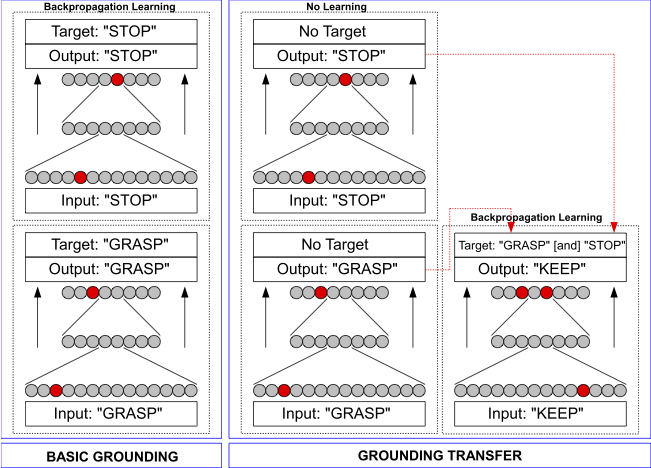 Backpropagation Learning
Target: "STOP"
Output: "STOP"
Input: "STOP"
Target: "GRASP"
Output: "GRASP"
Input: "GRASP"
BASIC GROUNDING
No Learning
No Target
Output: "STOP"
Input: "STOP"
No Target
Output: "GRASP"
Input: "GRASP"
Backpropagation Learning
Target: "GRASP" [and] "STOP"
Output: "KEEP"
Input: "KEEP"
GROUNDING TRANSFER